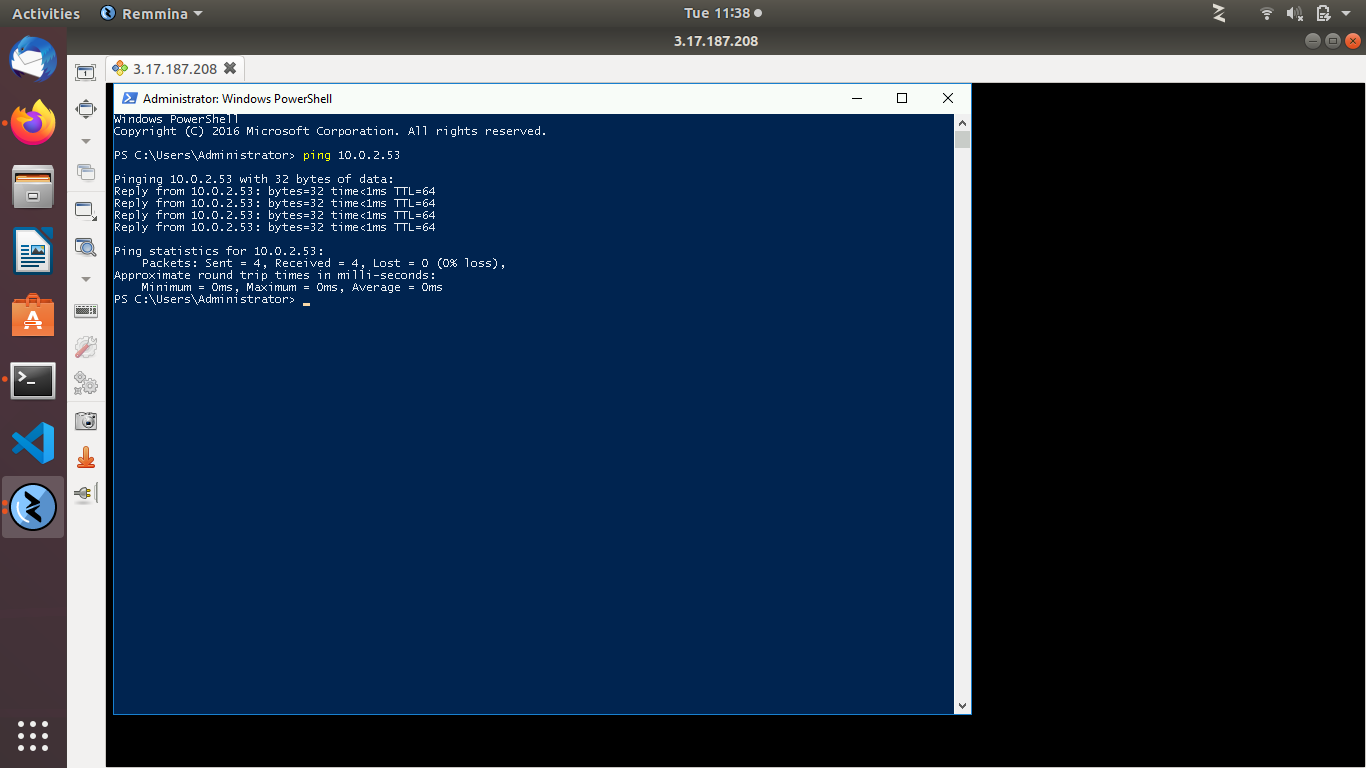 Activities
Remmina
Tue 11:38
3.17.187.208
3.17.187.208
Administrator: Windows PowerShell
Windows PowerShell
Copyright (C) 2016 Microsoft Corporation. All rights reserved.
PS C:\Users\Administrator> ping 10.0.2.53
Pinging 10.0.2.53 with 32 bytes of data:
Reply from 10.0.2.53: bytes=32 time<1ms TTL=64
Reply from 10.0.2.53: bytes=32 time<1ms TTL=64
Reply from 10.0.2.53: bytes=32 time<1ms TTL=64
Reply from 10.0.2.53: bytes=32 time<1ms TTL=64
Ping statistics for 10.0.2.53:
Packets: Sent = 4, Received = 4, Lost = 0 (0% loss),
Approximate round trip times in milli-seconds:
Minimum = 0ms, Maximum = 0ms, Average = 0ms
PS C:\Users\Administrator> _